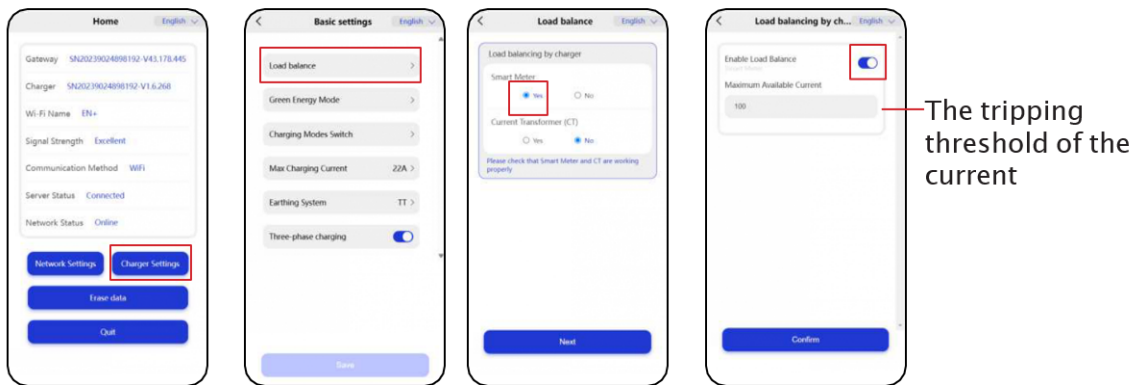 Home
English
Gateway SN20239024898192-V43.178.445
Charger SN20239024898192-V1.6.268
Wi-Fi Name EN+
Signal Strength Excellent
Communication Method WiFi
Server Status Connected
Network Status Online
Network Settings
Charger Settings
Erase data
Quit
Basic settings
English
Load balance
Green Energy Mode
Charging Modes Switch
Max Charging Current 22A
Earthing System TT
Three-phase charging
Save
Load balance
English
Load balancing by charger
Smart Meter
Yes No
Current Transformer (CT)
Yes No
Please check that Smart Meter and CT are working
properly
Next
Load balancing by ch...
English
Enable Load Balance
Smart Meter
Maximum Available Current
100
Confirm
The tripping
threshold of the
current